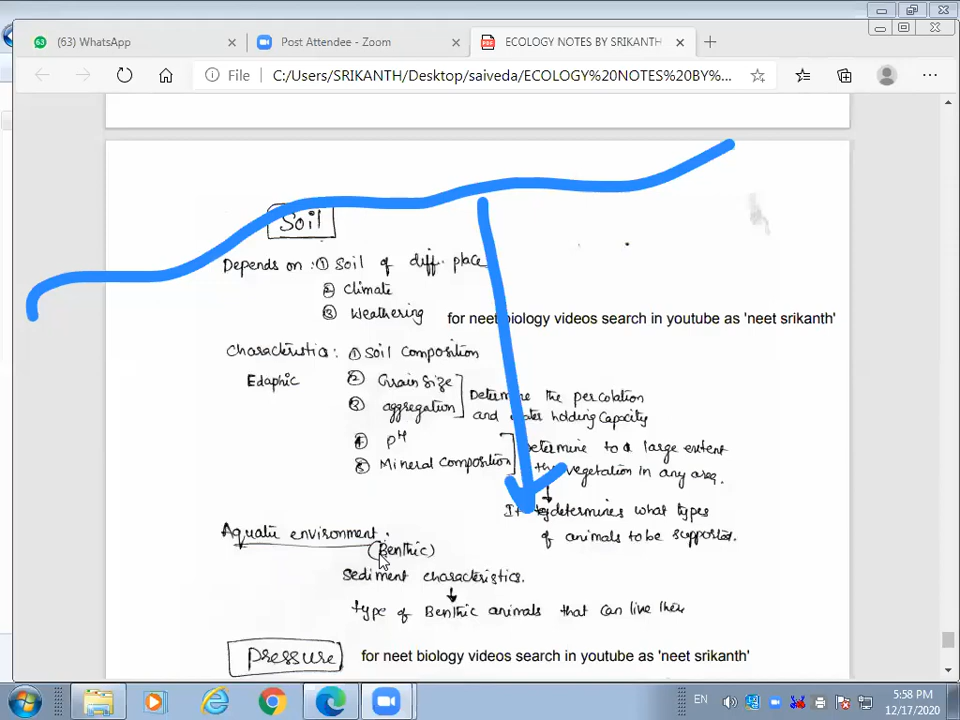 (63) WhatsApp
Post Attendee - Zoom
ECOLOGY NOTES BY SRIKANTH
File C:/Users/SRIKANTH/Desktop/saiveda/ECOLOGY%20NOTES%20BY%...
Soil
Depends on : ① Soil of diff. place
② Climate
③ Weathering
for neet biology videos search in youtube as 'neet srikanth'
Characteristic : ① Soil Composition
Edaphic ② Grain Size
③ aggregation
Determine the percolation
and water holding Capacity
④ pH
⑤ Mineral Composition
Determine to a large extent
the vegetation in any area.
It determines what types
of animals to be supported.
Aquatic environment :
(Benthic)
Sediment characteristics.
type of Benthic animals that can live there
Pressure
for neet biology videos search in youtube as 'neet srikanth'
EN
5:58 PM
12/17/2020